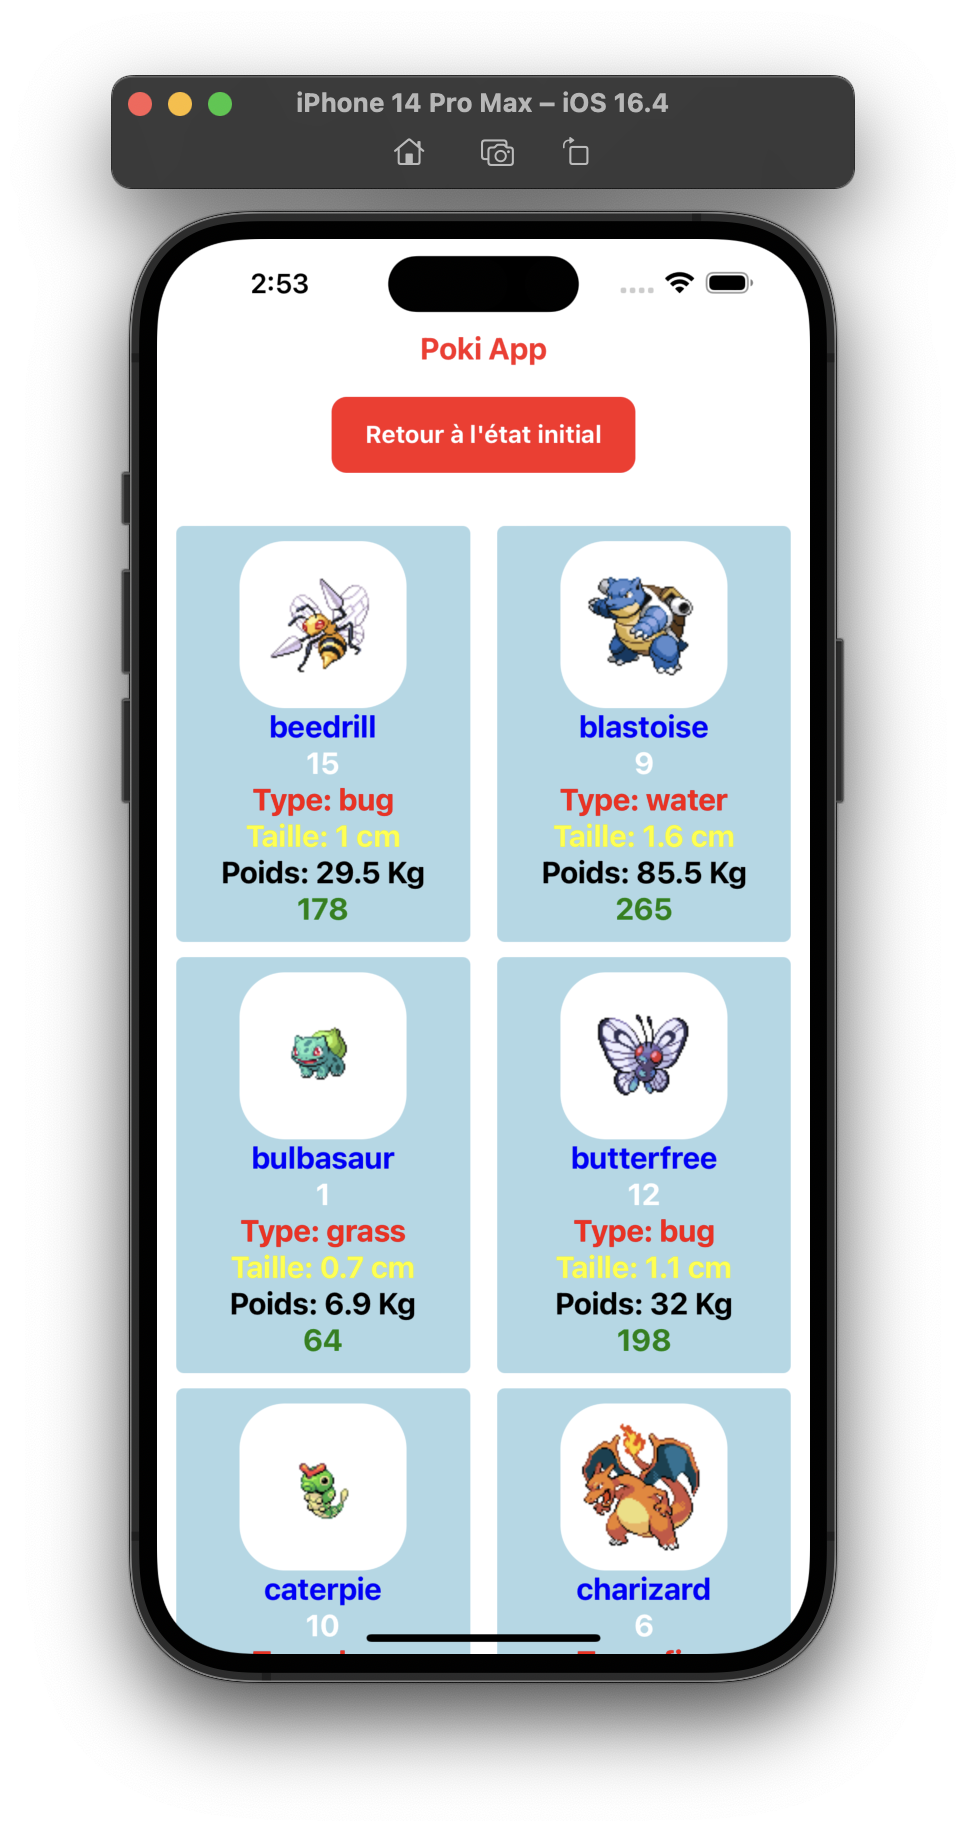 iPhone 14 Pro Max – iOS 16.4
2:53
Poki App
Retour à l'état initial
beedrill
15
Type: bug
Taille: 1 cm
Poids: 29.5 Kg
178
blastoise
9
Type: water
Taille: 1.6 cm
Poids: 85.5 Kg
265
bulbasaur
1
Type: grass
Taille: 0.7 cm
Poids: 6.9 Kg
64
butterfree
12
Type: bug
Taille: 1.1 cm
Poids: 32 Kg
198
caterpie
10
charizard
6